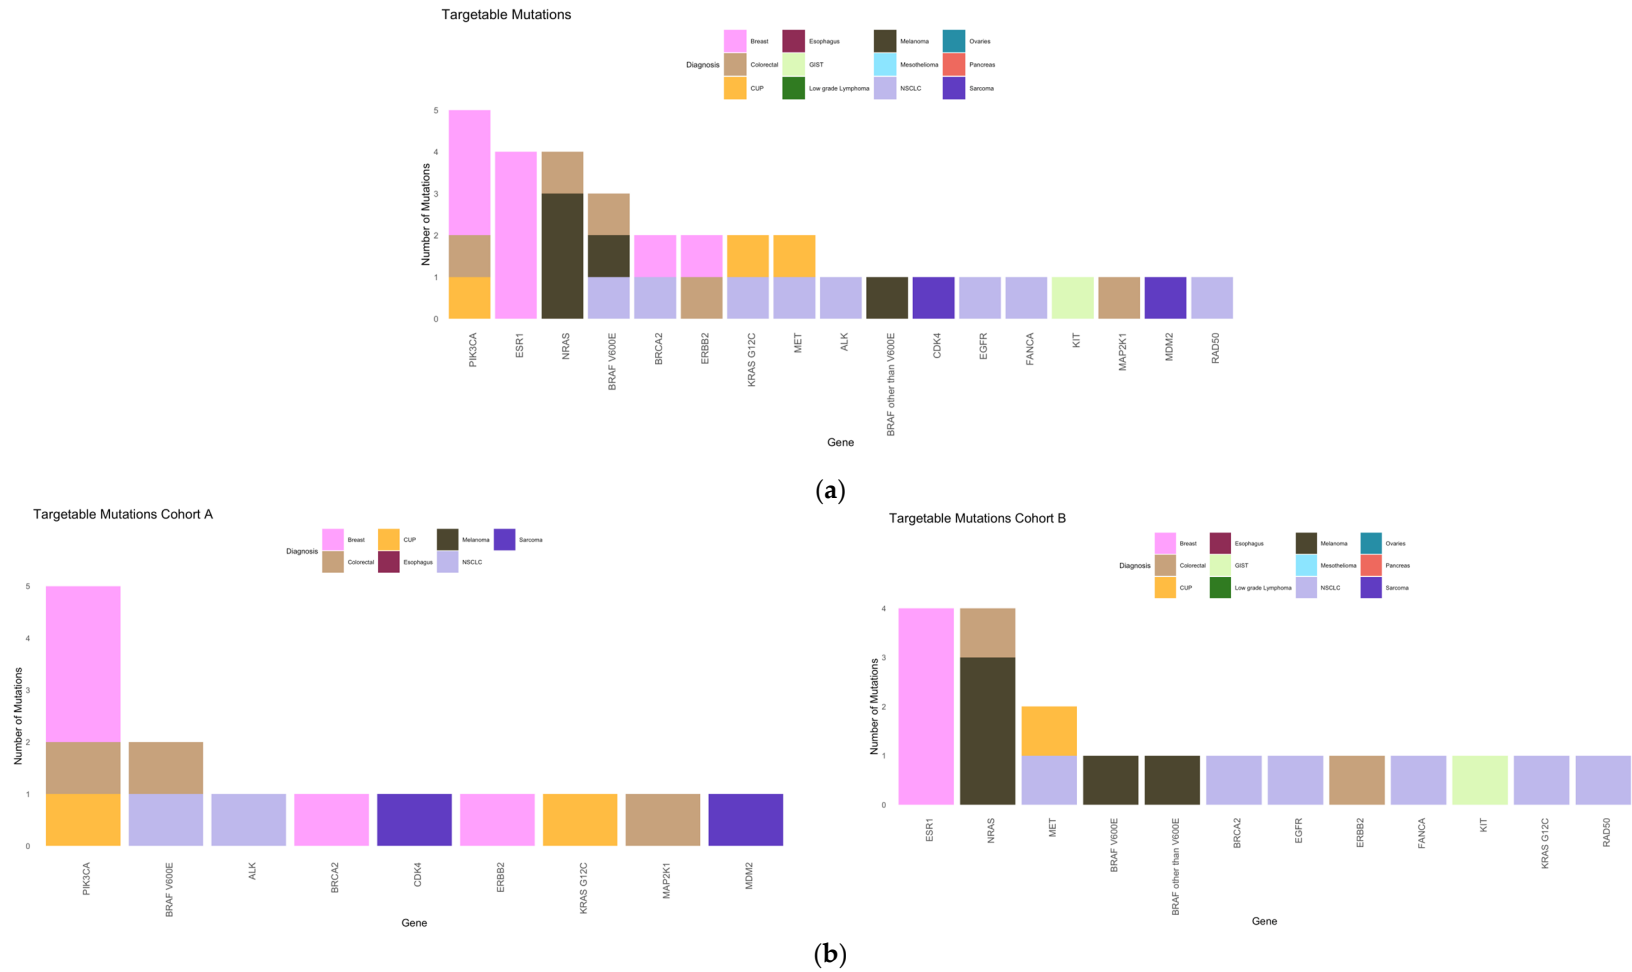 Targetable Mutations
Diagnosis
Breast Esophagus Melanoma Ovaries
Colorectal GIST Mesothelioma Pancreas
CUP Low grade Lymphoma NSCLC Sarcoma
Number of Mutations
5
4
3
2
1
0
PIK3CA ESR1 NRAS BRAF V600E BRCA2 ERBB2 KRAS G12C MET ALK BRAF other than V600E CDK4 EGFR FANCA KIT MAP2K1 MDM2 RAD50
Gene
(a)
Targetable Mutations Cohort A
Diagnosis
Breast CUP Melanoma Sarcoma
Colorectal Esophagus NSCLC
Number of Mutations
5
4
3
2
1
0
PIK3CA BRAF V600E ALK BRCA2 CDK4 ERBB2 KRAS G12C MAP2K1 MDM2
Gene
Targetable Mutations Cohort B
Diagnosis
Breast Esophagus Melanoma Ovaries
Colorectal GIST Mesothelioma Pancreas
CUP Low grade Lymphoma NSCLC Sarcoma
Number of Mutations
4
3
2
1
0
ESR1 NRAS MET BRAF V600E BRAF other than V600E BRCA2 EGFR ERBB2 FANCA KIT KRAS G12C RAD50
Gene
(b)